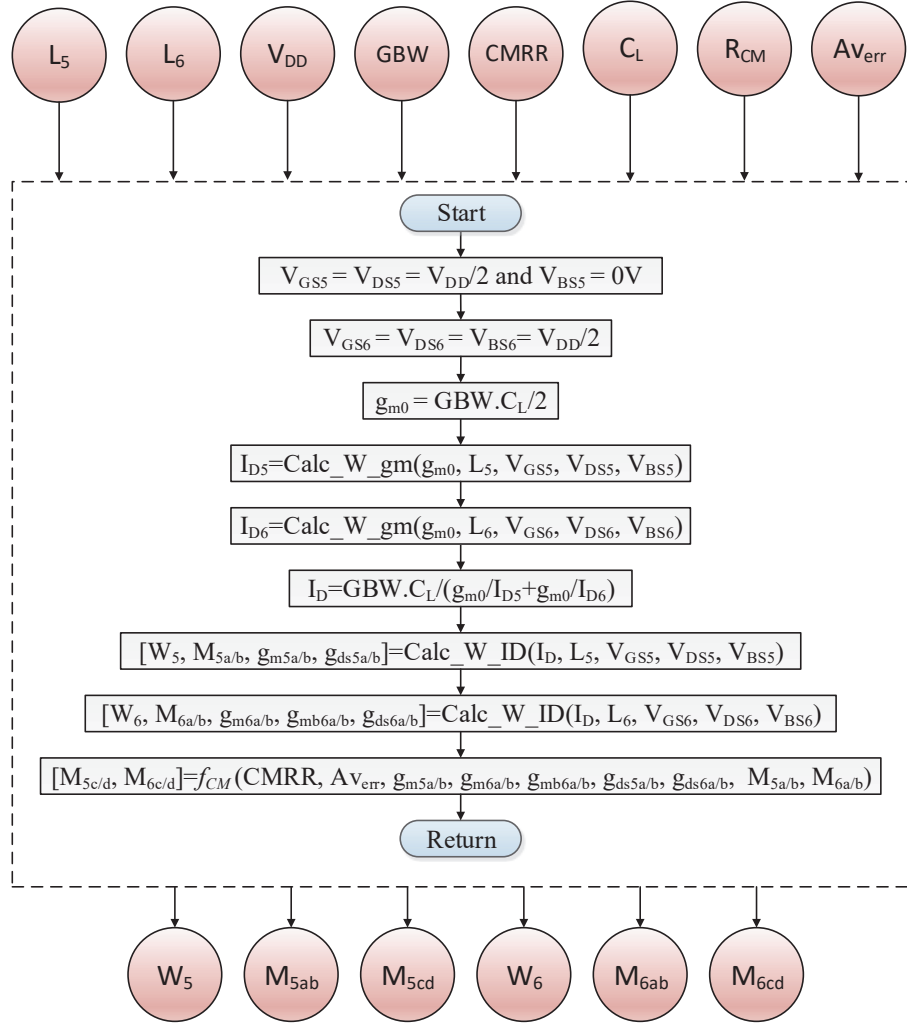 L5 L6 VDD GBW CMRR CL RCM Averr
Start
VGS5 = VDS5 = VDD/2 and VBS5 = 0V
VGS6 = VDS6 = VBS6= VDD/2
gm0 = GBW.CL/2
ID5=Calc_W_gm(gm0, L5, VGS5, VDS5, VBS5)
ID6=Calc_W_gm(gm0, L6, VGS6, VDS6, VBS6)
ID=GBW.CL/(gm0/ID5+gm0/ID6)
[W5, M5a/b, gm5a/b, gds5a/b]=Calc_W_ID(ID, L5, VGS5, VDS5, VBS5)
[W6, M6a/b, gm6a/b, gmb6a/b, gds6a/b]=Calc_W_ID(ID, L6, VGS6, VDS6, VBS6)
[M5c/d, M6c/d]=fCM(CMRR, Averr, gm5a/b, gm6a/b, gmb6a/b, gds5a/b, gds6a/b, M5a/b, M6a/b)
Return
W5 M5ab M5cd W6 M6ab M6cd